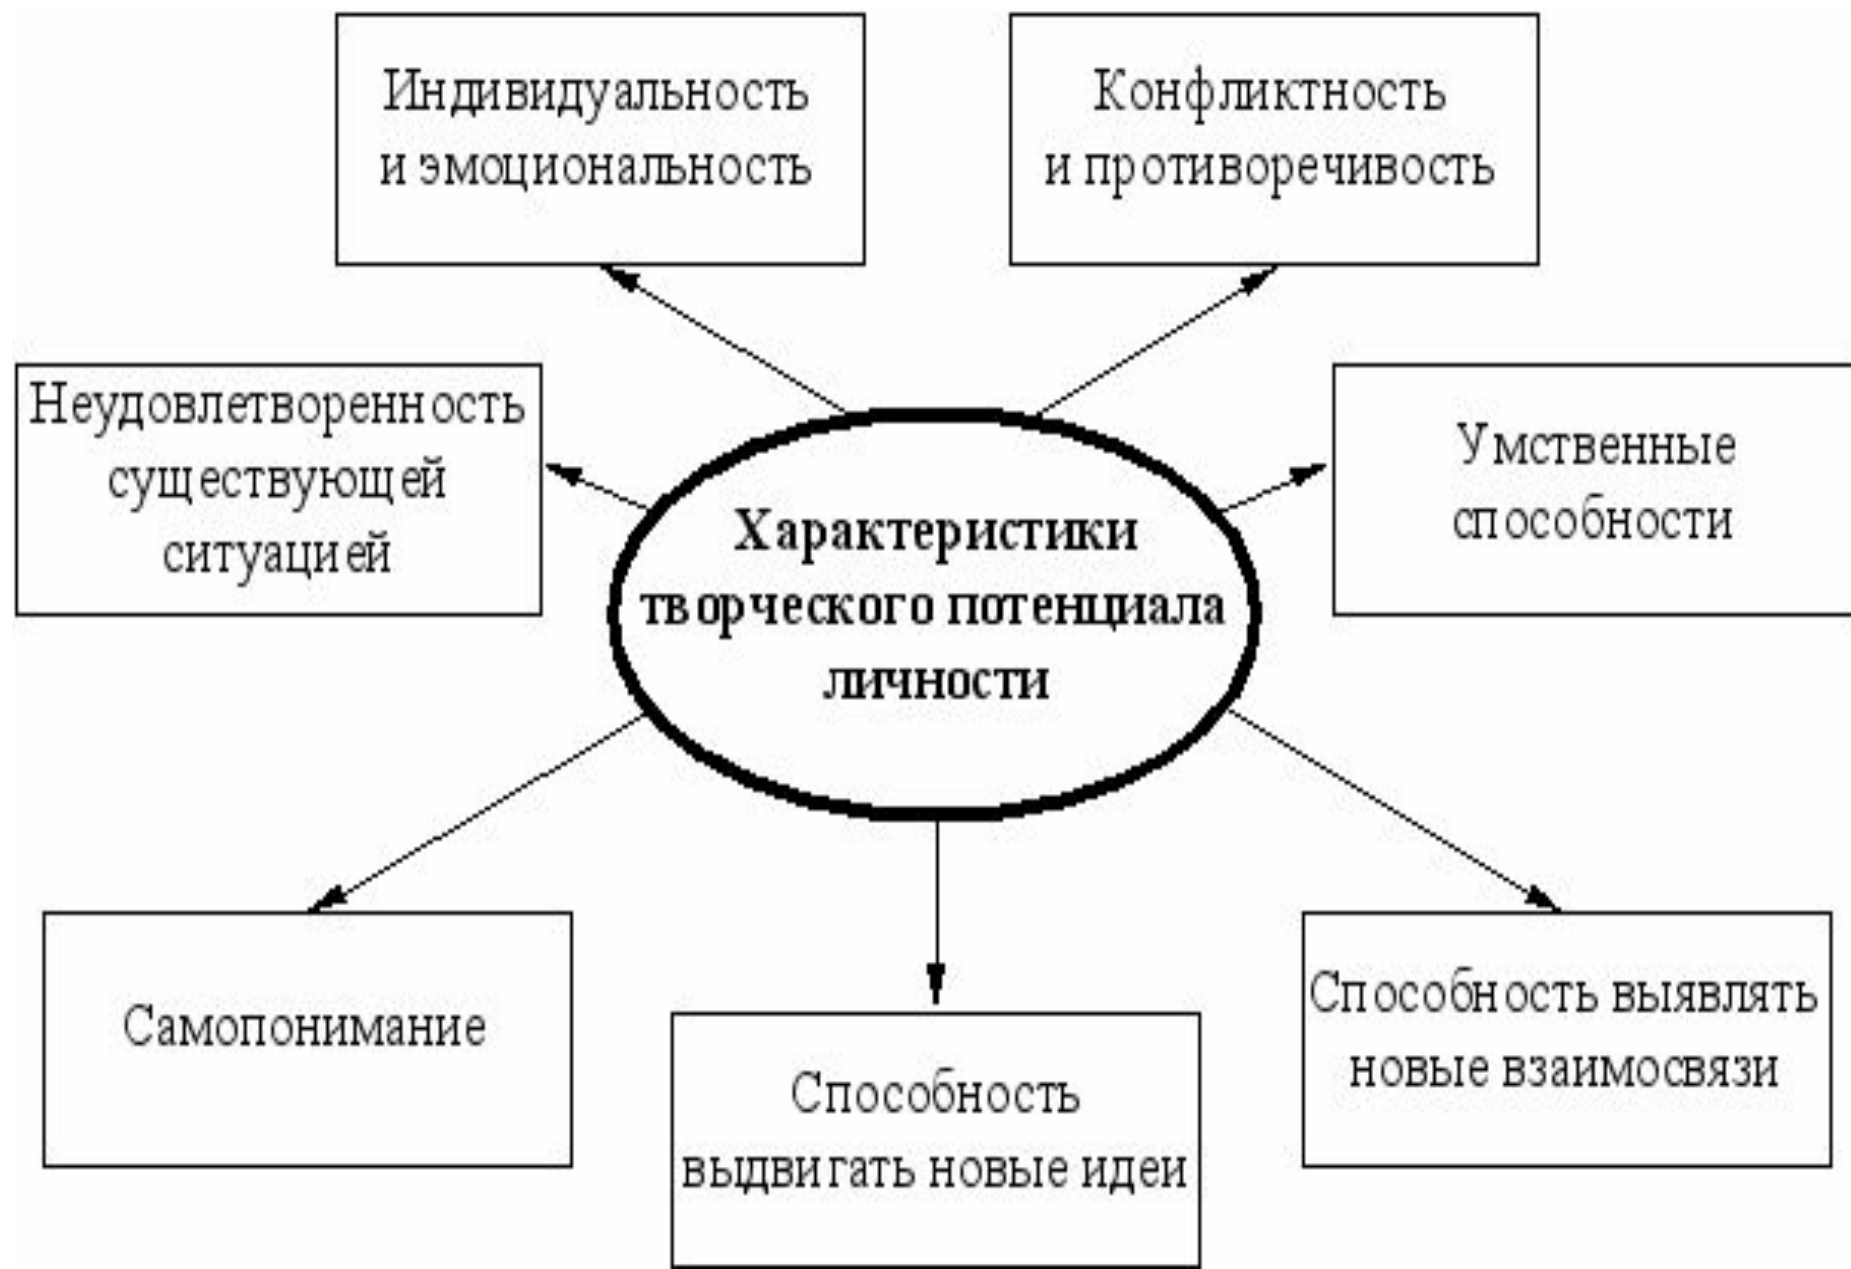 Индивидуальность
и эмоциональность
Конфликтность
и противоречивость
Неудовлетворенность
существующей
ситуацией
Умственные
способности
Характеристики
творческого потенциала
личности
Самопонимание
Способность
выдвигать новые идеи
Способность выявлять
новые взаимосвязи